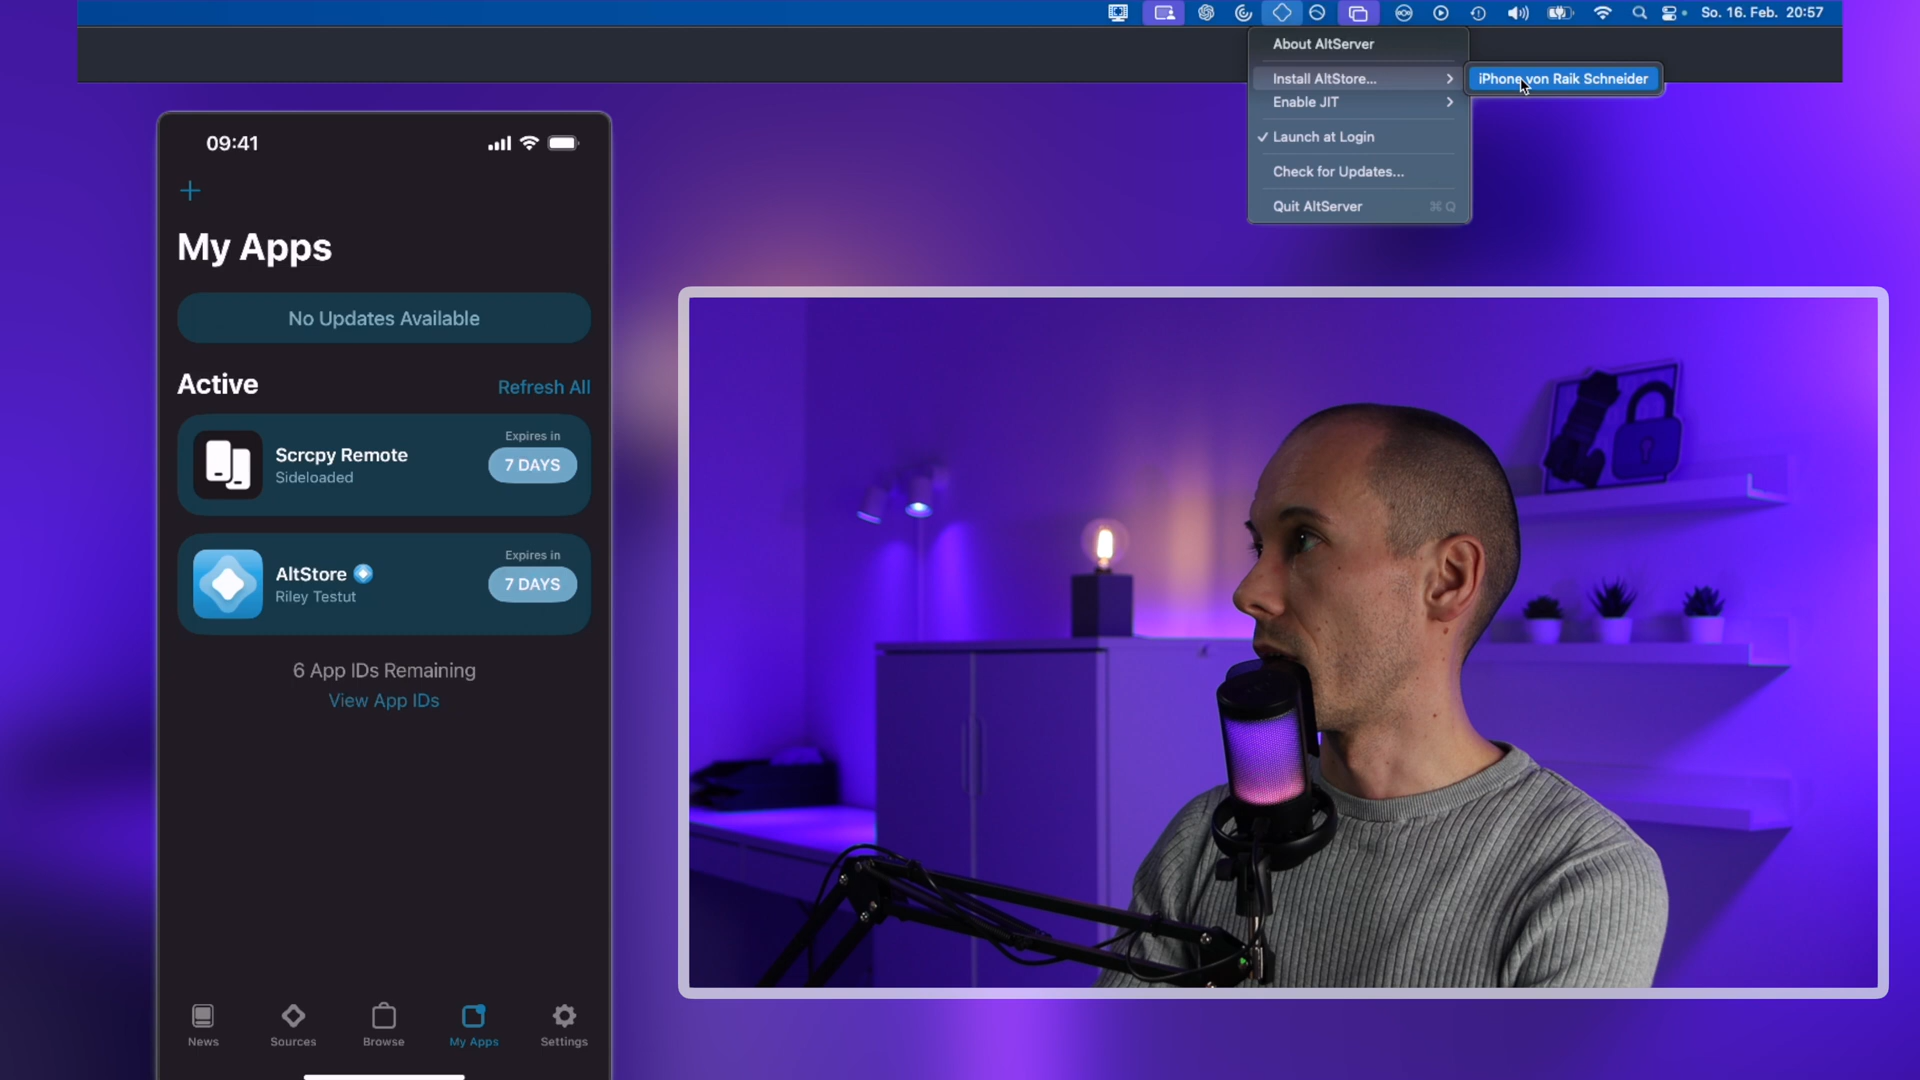 So. 16. Feb. 20:57
About AltServer
Install AltStore...
iPhone von Raik Schneider
Enable JIT
Launch at Login
Check for Updates...
Quit AltServer ⌘ Q
09:41
My Apps
No Updates Available
Active
Refresh All
Scrcpy Remote
Sideloaded
Expires in
7 DAYS
AltStore
Riley Testut
Expires in
7 DAYS
6 App IDs Remaining
View App IDs
News
Sources
Browse
My Apps
Settings